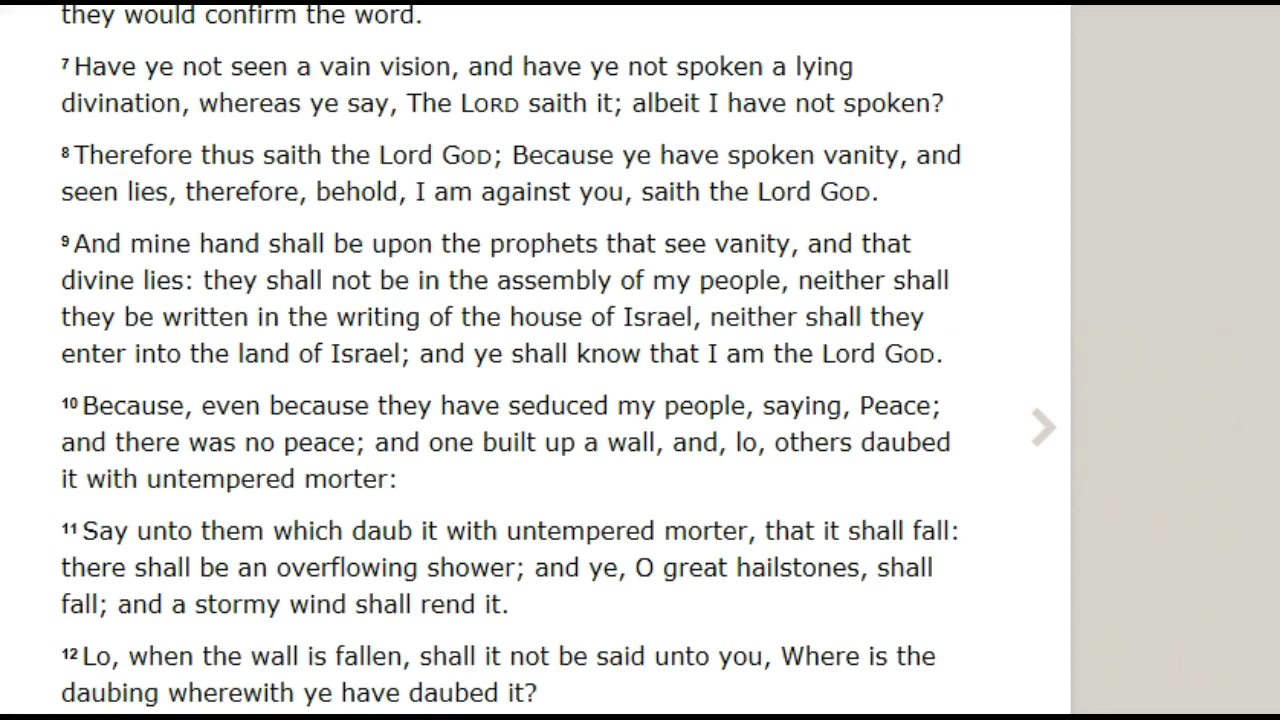 they would confirm the word.
7 Have ye not seen a vain vision, and have ye not spoken a lying
divination, whereas ye say, The LORD saith it; albeit I have not spoken?
8 Therefore thus saith the Lord GOD; Because ye have spoken vanity, and
seen lies, therefore, behold, I am against you, saith the Lord GOD.
9 And mine hand shall be upon the prophets that see vanity, and that
divine lies: they shall not be in the assembly of my people, neither shall
they be written in the writing of the house of Israel, neither shall they
enter into the land of Israel; and ye shall know that I am the Lord GOD.
10 Because, even because they have seduced my people, saying, Peace;
and there was no peace; and one built up a wall, and, lo, others daubed
it with untempered morter:
11 Say unto them which daub it with untempered morter, that it shall fall:
there shall be an overflowing shower; and ye, O great hailstones, shall
fall; and a stormy wind shall rend it.
12 Lo, when the wall is fallen, shall it not be said unto you, Where is the
daubing wherewith ye have daubed it?